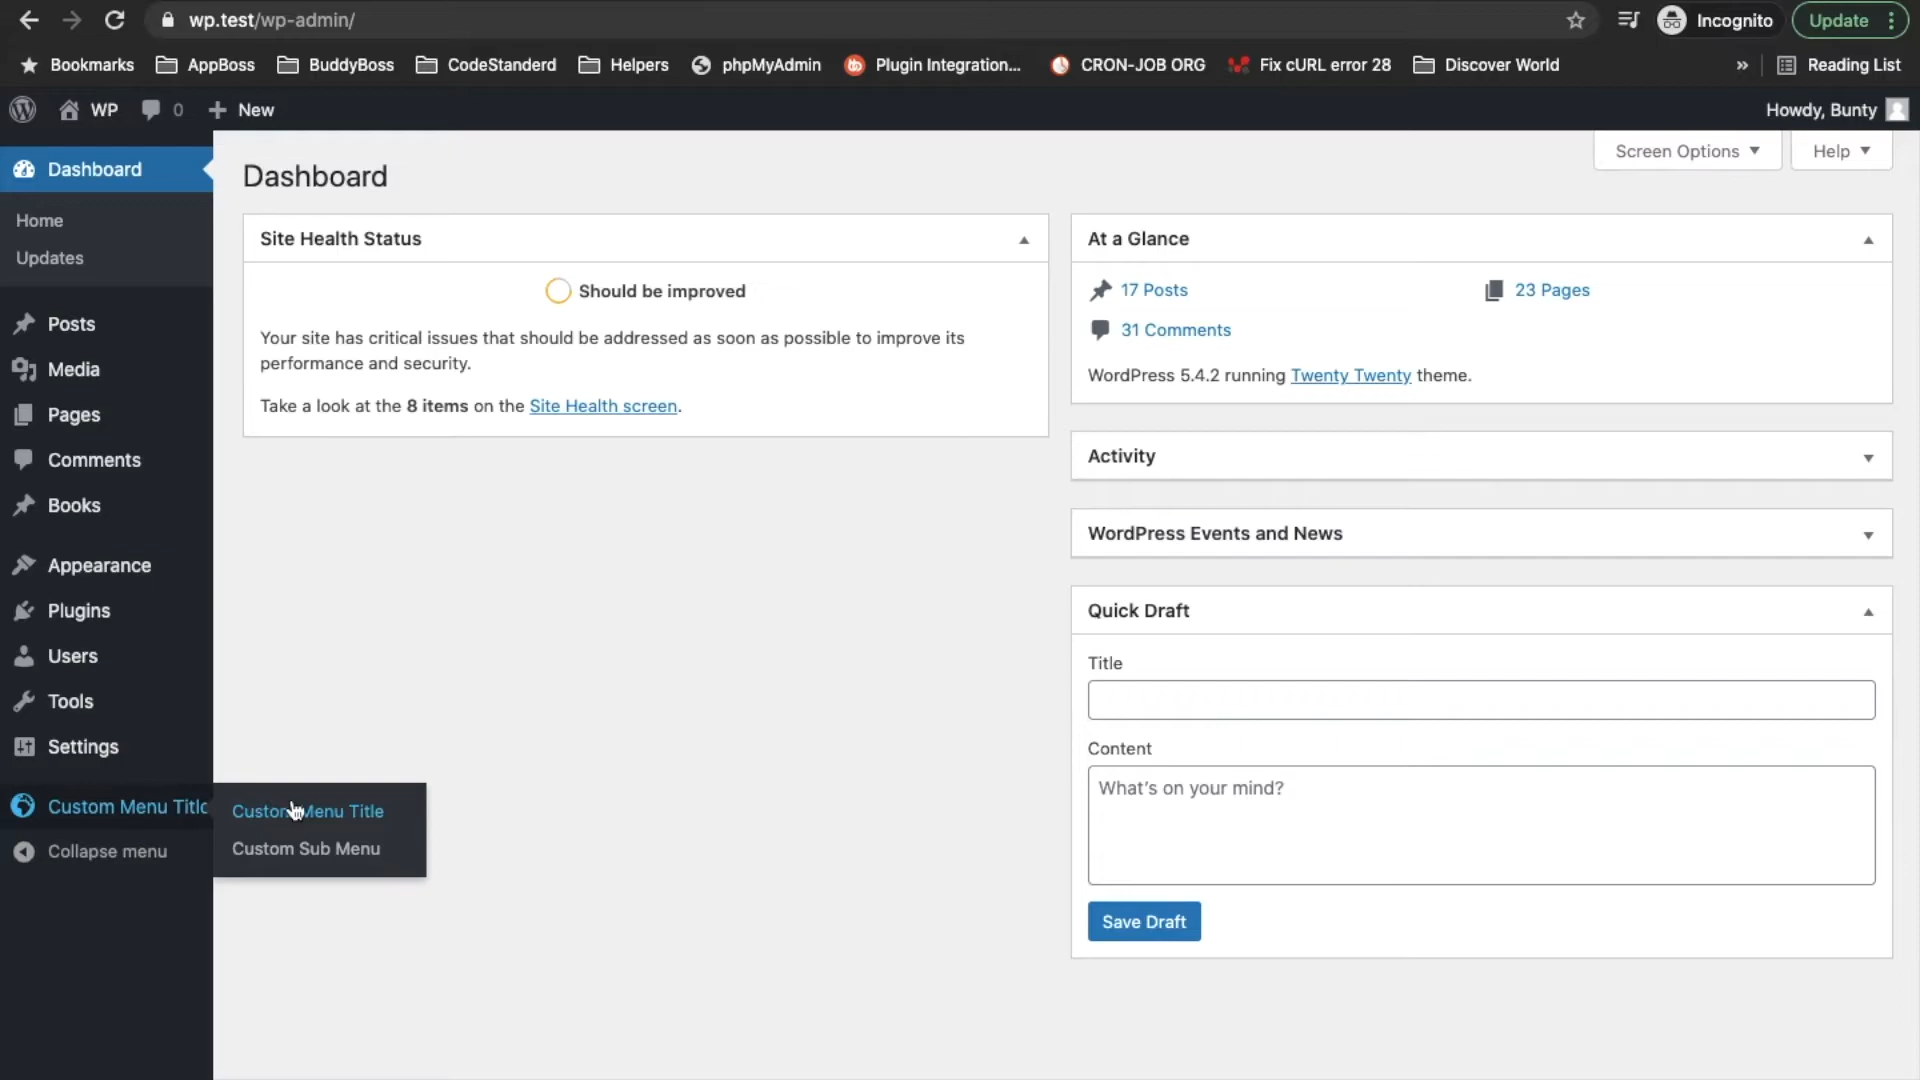 wp.test/wp-admin/
Incognito
Update
Bookmarks
AppBoss
BuddyBoss
CodeStanderd
Helpers
phpMyAdmin
Plugin Integration...
CRON-JOB ORG
Fix cURL error 28
Discover World
»
Reading List
WP
0
New
Howdy, Bunty
Screen Options
Help
Dashboard
Home
Updates
Posts
Media
Pages
Comments
Books
Appearance
Plugins
Users
Tools
Settings
Custom Menu Title
Collapse menu
Custom Menu Title
Custom Sub Menu
Dashboard
Site Health Status
Should be improved
Your site has critical issues that should be addressed as soon as possible to improve its
performance and security.
Take a look at the 8 items on the Site Health screen.
At a Glance
17 Posts
23 Pages
31 Comments
WordPress 5.4.2 running Twenty Twenty theme.
Activity
WordPress Events and News
Quick Draft
Title
Content
What's on your mind?
Save Draft